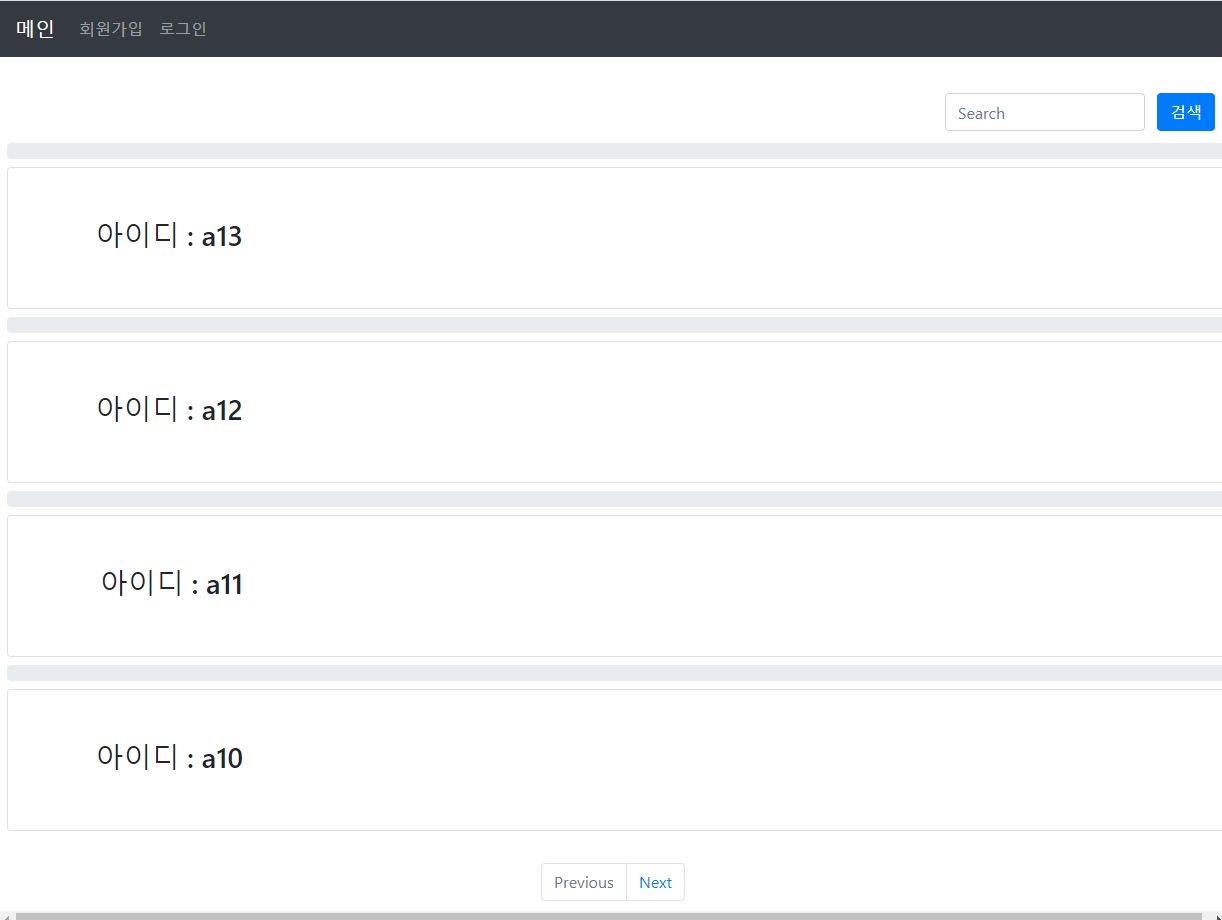 메인 회원가입 로그인
Search 검색
아이디 : a13
아이디 : a12
아이디 : a11
아이디 : a10
Previous Next